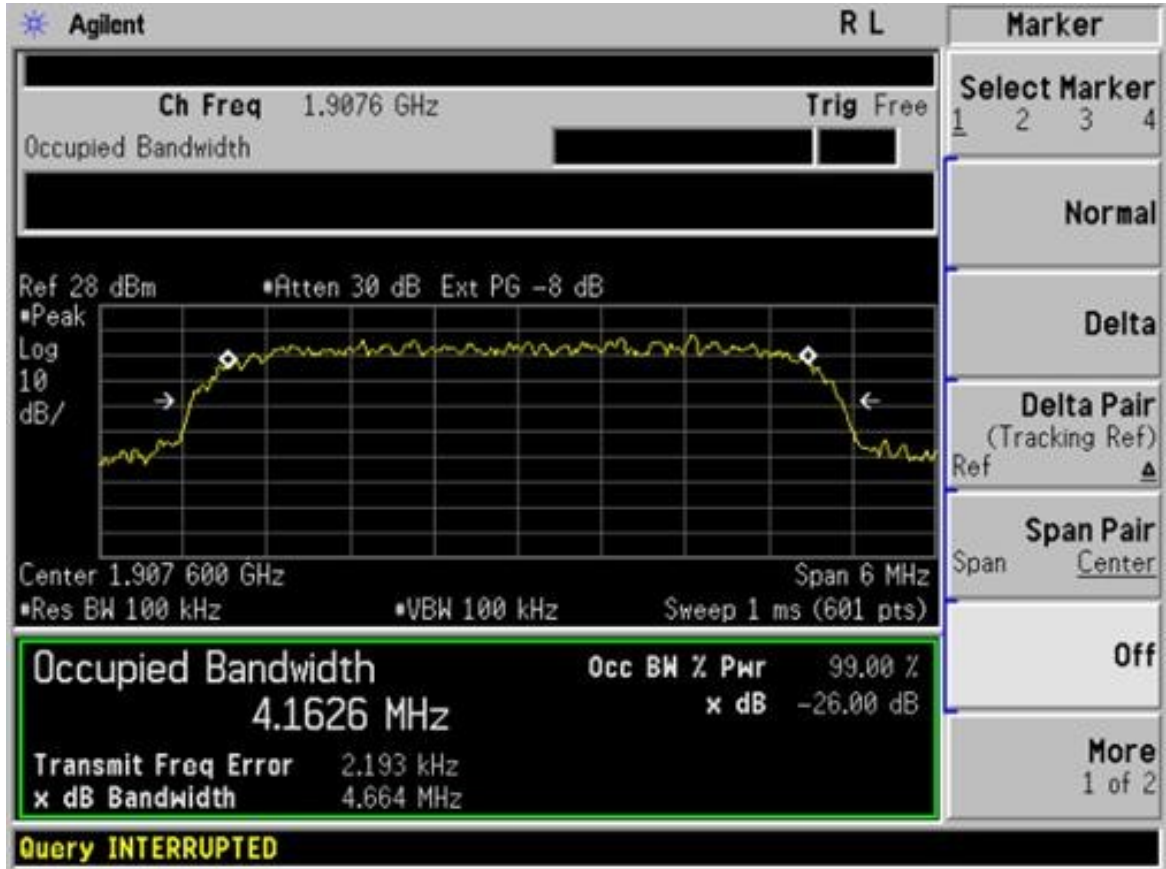 Agilent R L Marker
Select Marker
1 2 3 4
Ch Freq 1.9076 GHz Trig Free
Occupied Bandwidth
Normal
Ref 28 dBm *Atten 30 dB Ext PG -8 dB
*Peak
Log
10
dB/
Delta
Delta Pair
(Tracking Ref)
Ref Δ
Span Pair
Span Center
Center 1.907 600 GHz Span 6 MHz
*Res BW 100 kHz *VBW 100 kHz Sweep 1 ms (601 pts)
Off
Occupied Bandwidth
4.1626 MHz
Occ BW % Pwr 99.00 %
x dB -26.00 dB
Transmit Freq Error 2.193 kHz
x dB Bandwidth 4.664 MHz
More
1 of 2
Query INTERRUPTED